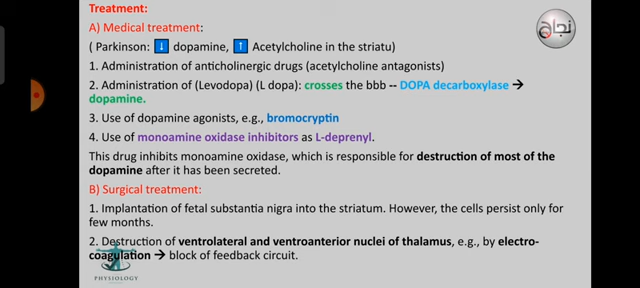 Treatment:
A) Medical treatment:
( Parkinson: ↓ dopamine, ↑ Acetylcholine in the striatu)
1. Administration of anticholinergic drugs (acetylcholine antagonists)
2. Administration of (Levodopa) (L dopa): crosses the bbb -- DOPA decarboxylase →
dopamine.
3. Use of dopamine agonists, e.g., bromocryptin
4. Use of monoamine oxidase inhibitors as L-deprenyl.
This drug inhibits monoamine oxidase, which is responsible for destruction of most of the
dopamine after it has been secreted.
B) Surgical treatment:
1. Implantation of fetal substantia nigra into the striatum. However, the cells persist only for
few months.
2. Destruction of ventrolateral and ventroanterior nuclei of thalamus, e.g., by electro-
coagulation → block of feedback circuit.
PHYSIOLOGY
نجاح